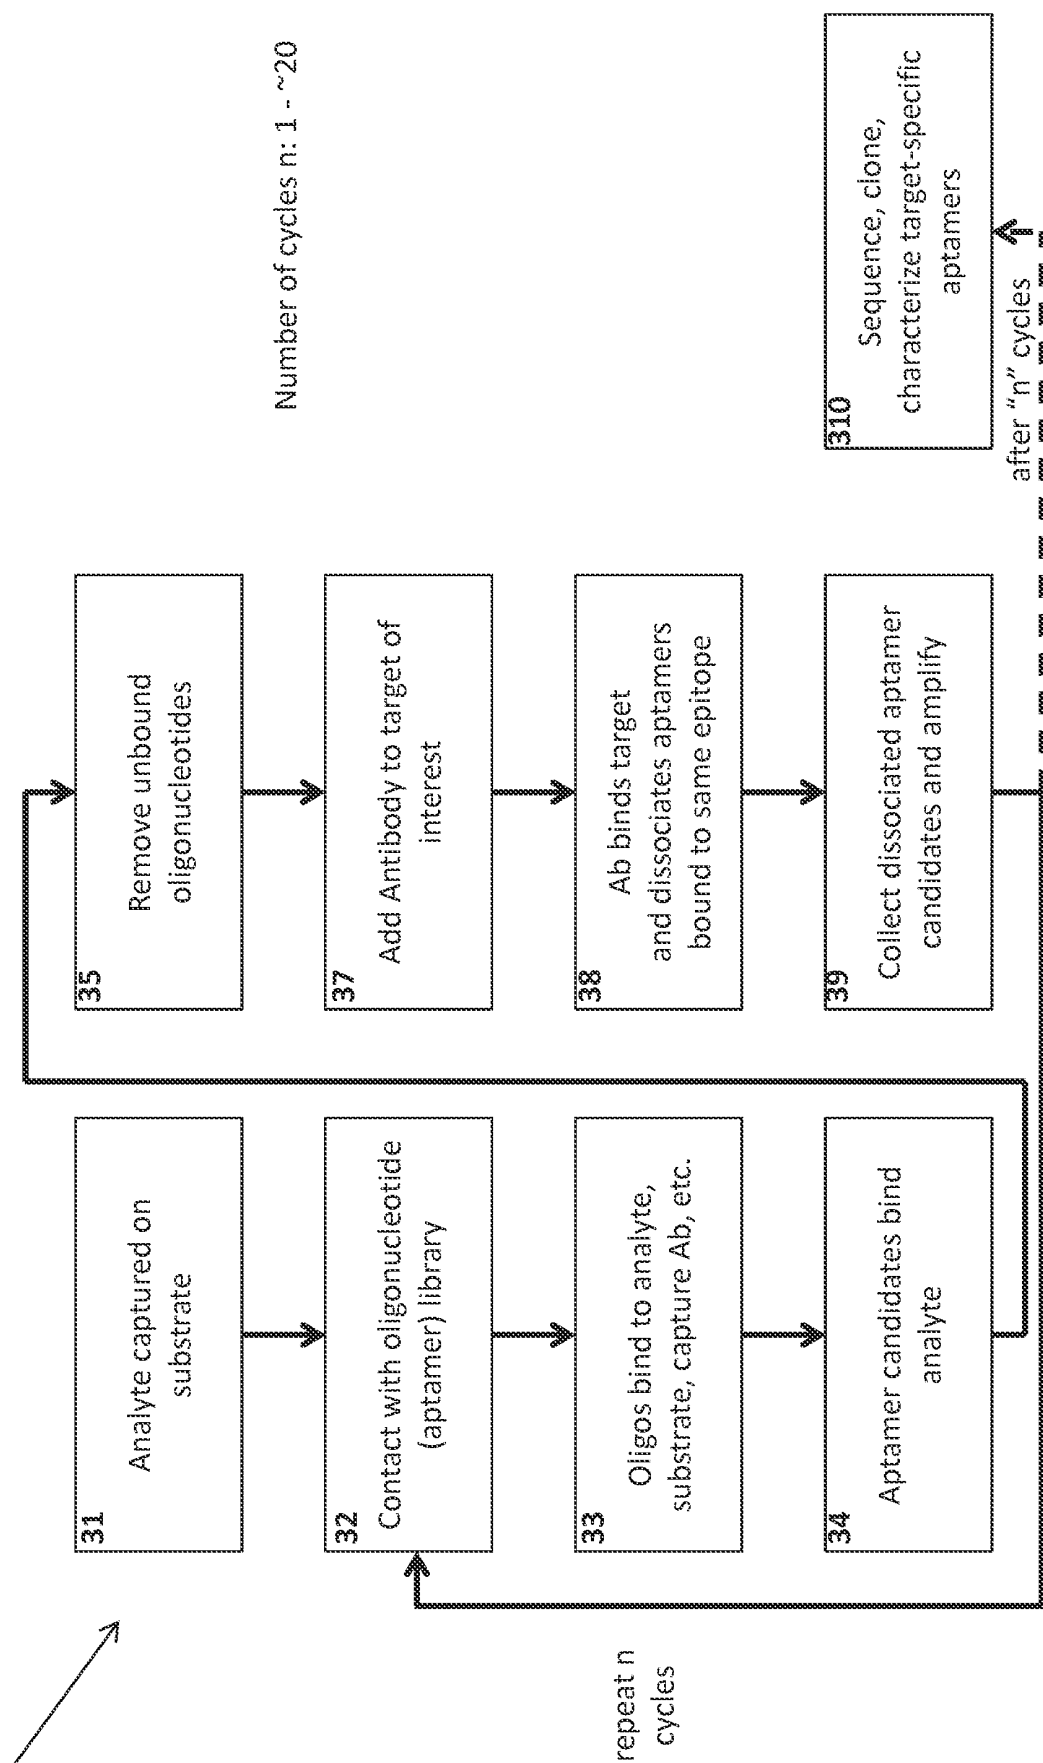 31
Analyte captured on
substrate
32
Contact with oligonucleotide
(aptamer) library
33
Oligos bind to analyte,
substrate, capture Ab, etc.
34
Aptamer candidates bind
analyte
35
Remove unbound
oligonucleotides
37
Add Antibody to target of
interest
38
Ab binds target
and dissociates aptamers
bound to same epitope
39
Collect dissociated aptamer
candidates and amplify
repeat n
cycles
Number of cycles n: 1 - ~20
310
Sequence, clone,
characterize target-specific
aptamers
after “n” cycles